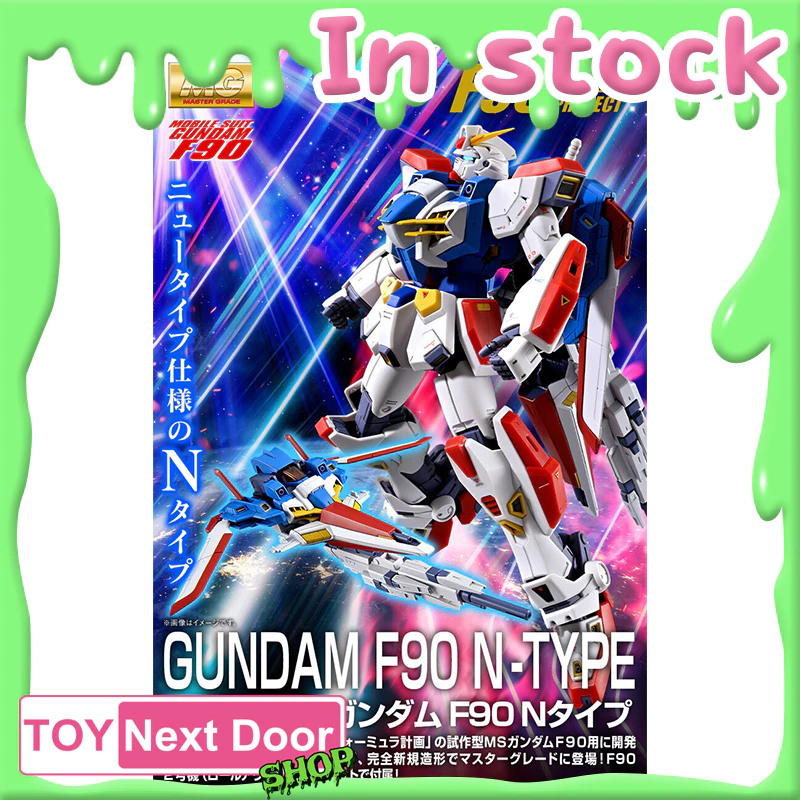 In stock
MG
MASTER GRADE
MOBILE SUIT
GUNDAM
F90
ニュータイプ仕様のNタイプ
※画像はイメージです。
GUNDAM F90 N-TYPE
ガンダム F90 Nタイプ
ォーミュラ計画」の試作型MSガンダムF90用に開発
、完全新規造形でマスターグレードに登場!F90
TOY Next Door
SHOP